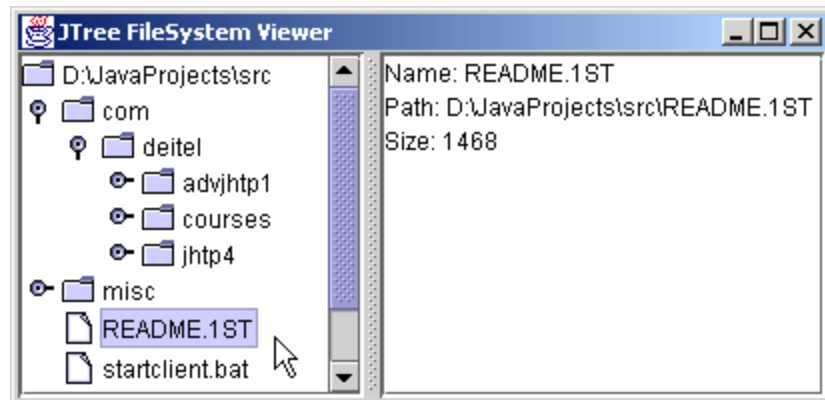 JTree FileSystem Viewer
D:\JavaProjects\src
com
deitel
advjhtp1
courses
jhtp4
misc
README.1ST
startclient.bat
Name: README.1ST
Path: D:\JavaProjects\src\README.1ST
Size: 1468